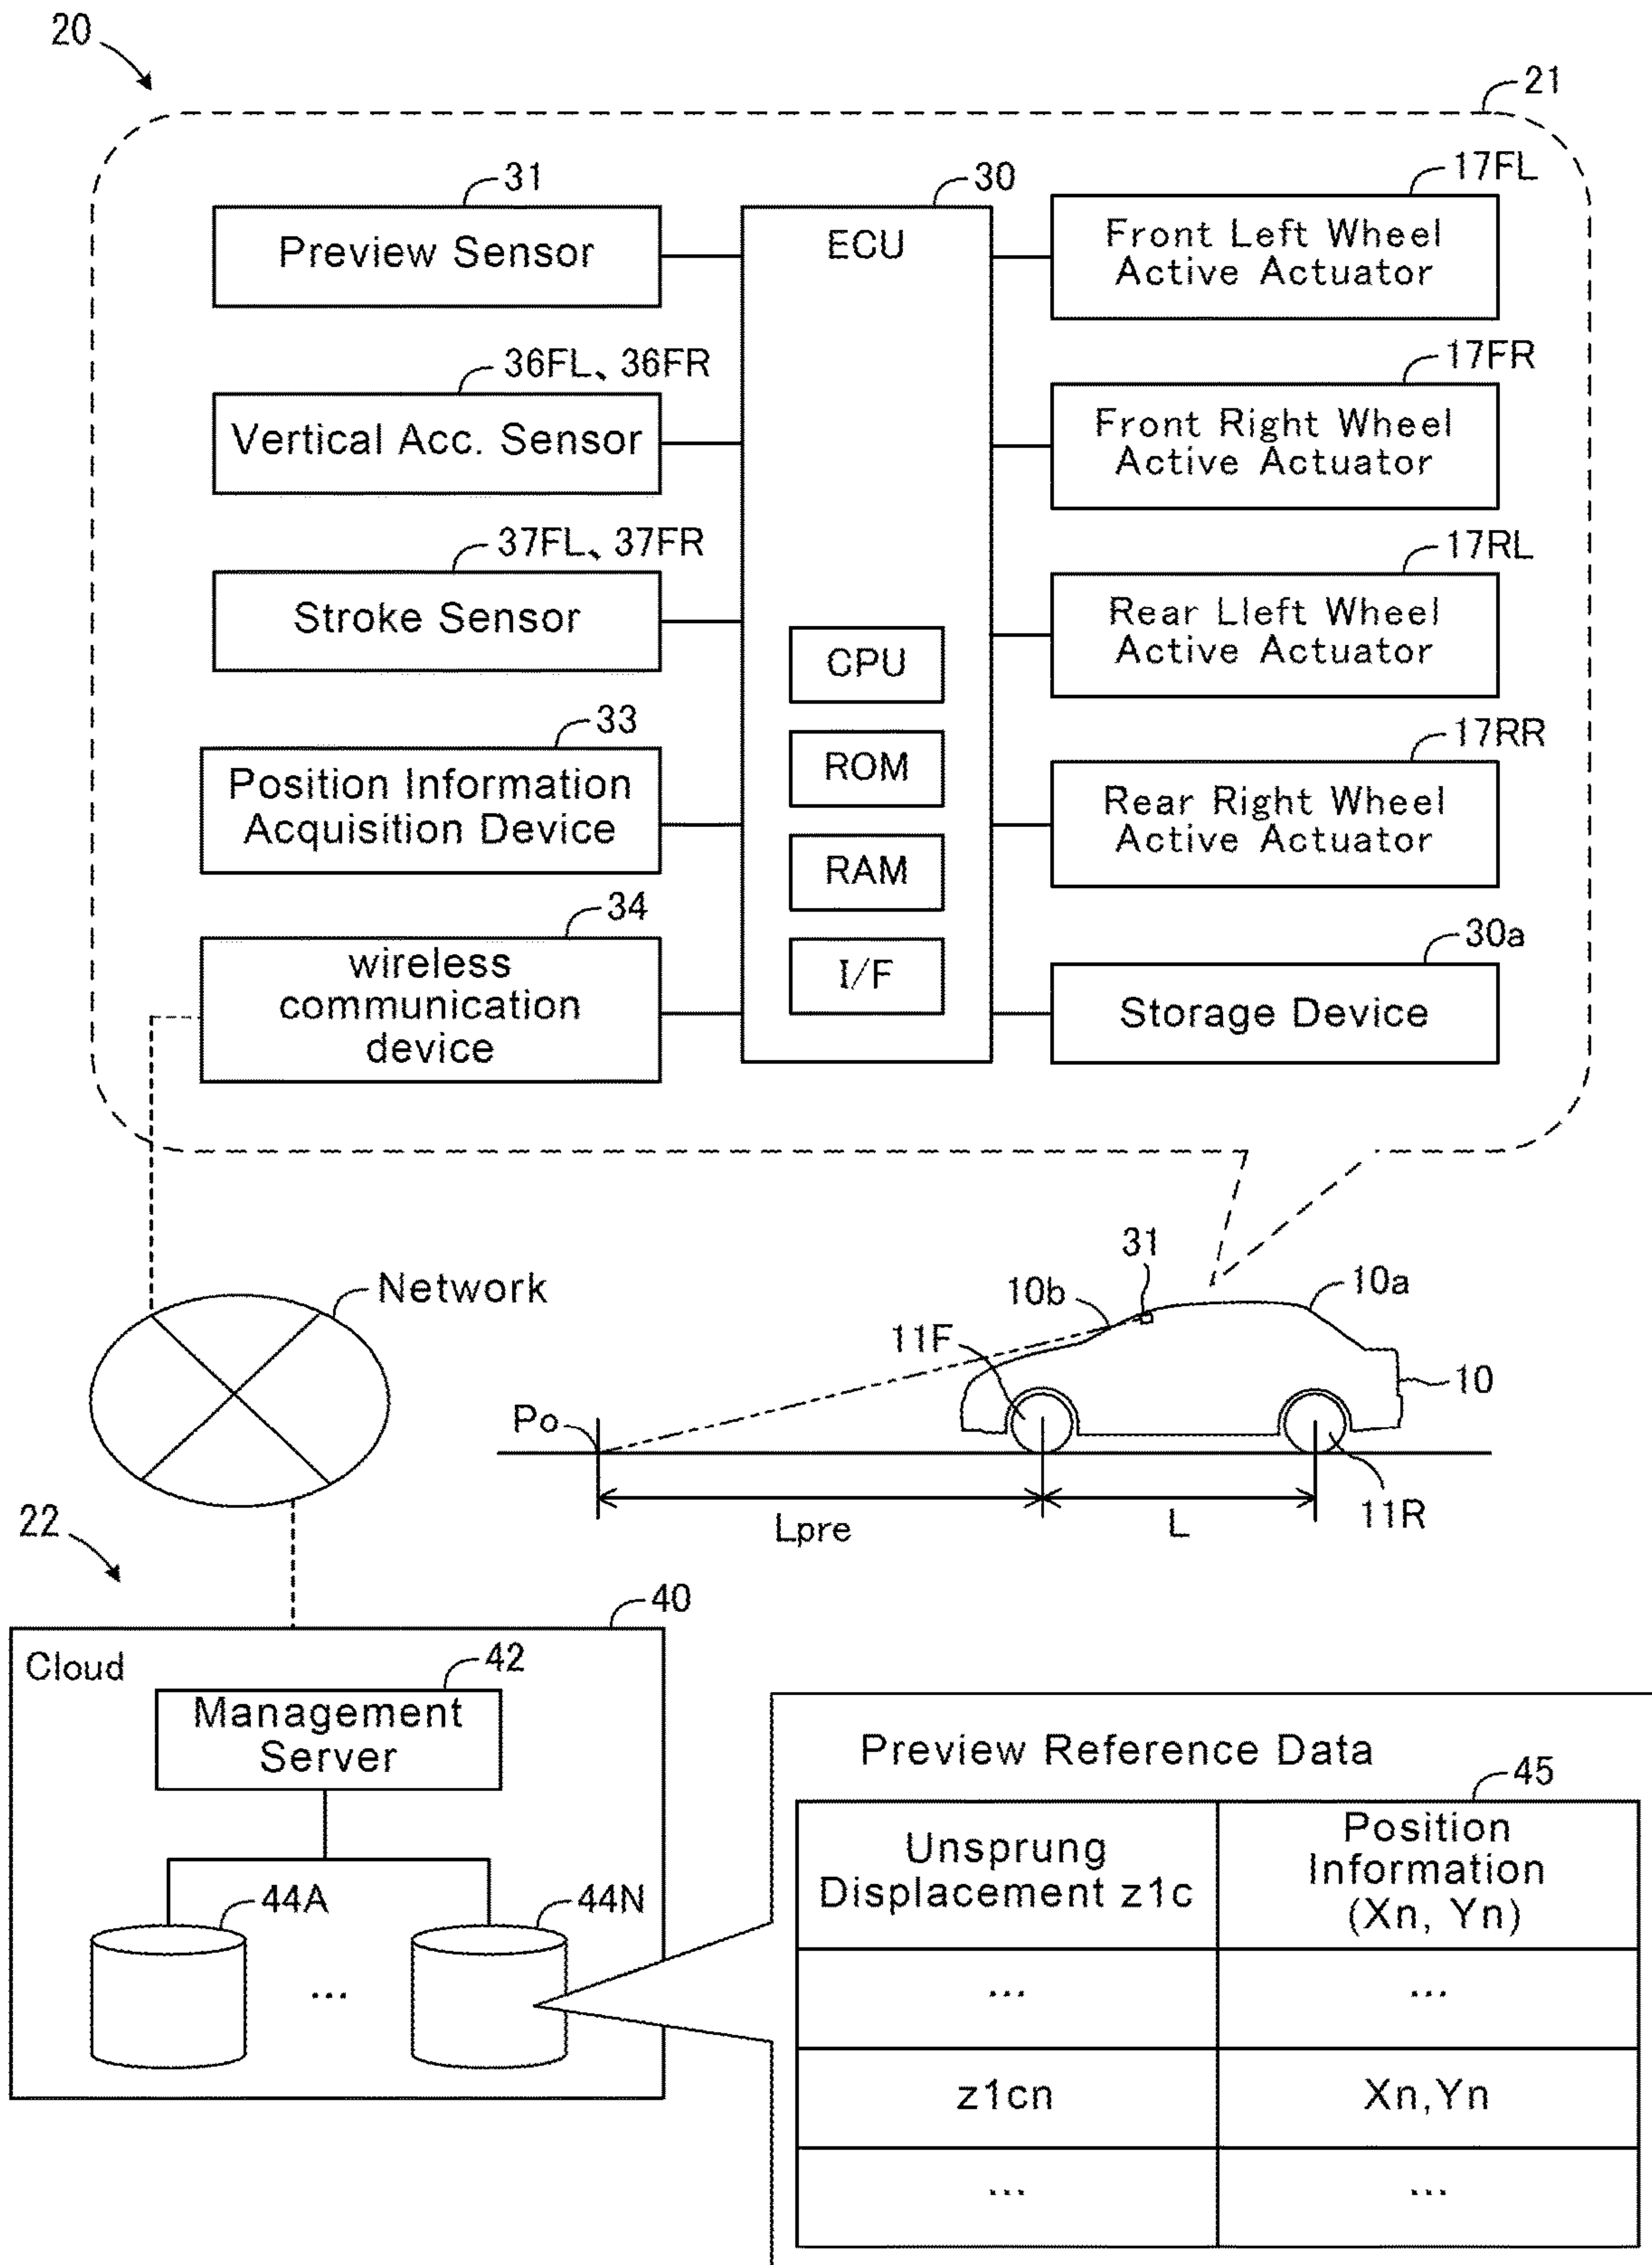 20
21
31
Preview Sensor
36FL、36FR
Vertical Acc. Sensor
37FL、37FR
Stroke Sensor
33
Position Information
Acquisition Device
34
wireless
communication
device
30
ECU
CPU
ROM
RAM
I/F
17FL
Front Left Wheel
Active Actuator
17FR
Front Right Wheel
Active Actuator
17RL
Rear Lleft Wheel
Active Actuator
17RR
Rear Right Wheel
Active Actuator
30a
Storage Device
Network
31
10b
10a
11F
10
Po
11R
Lpre
L
22
40
Cloud
42
Management
Server
44A
44N
...
Preview Reference Data
45
Unsprung
Displacement z1c
Position
Information
(Xn, Yn)
...
...
z1cn
Xn,Yn
...
...